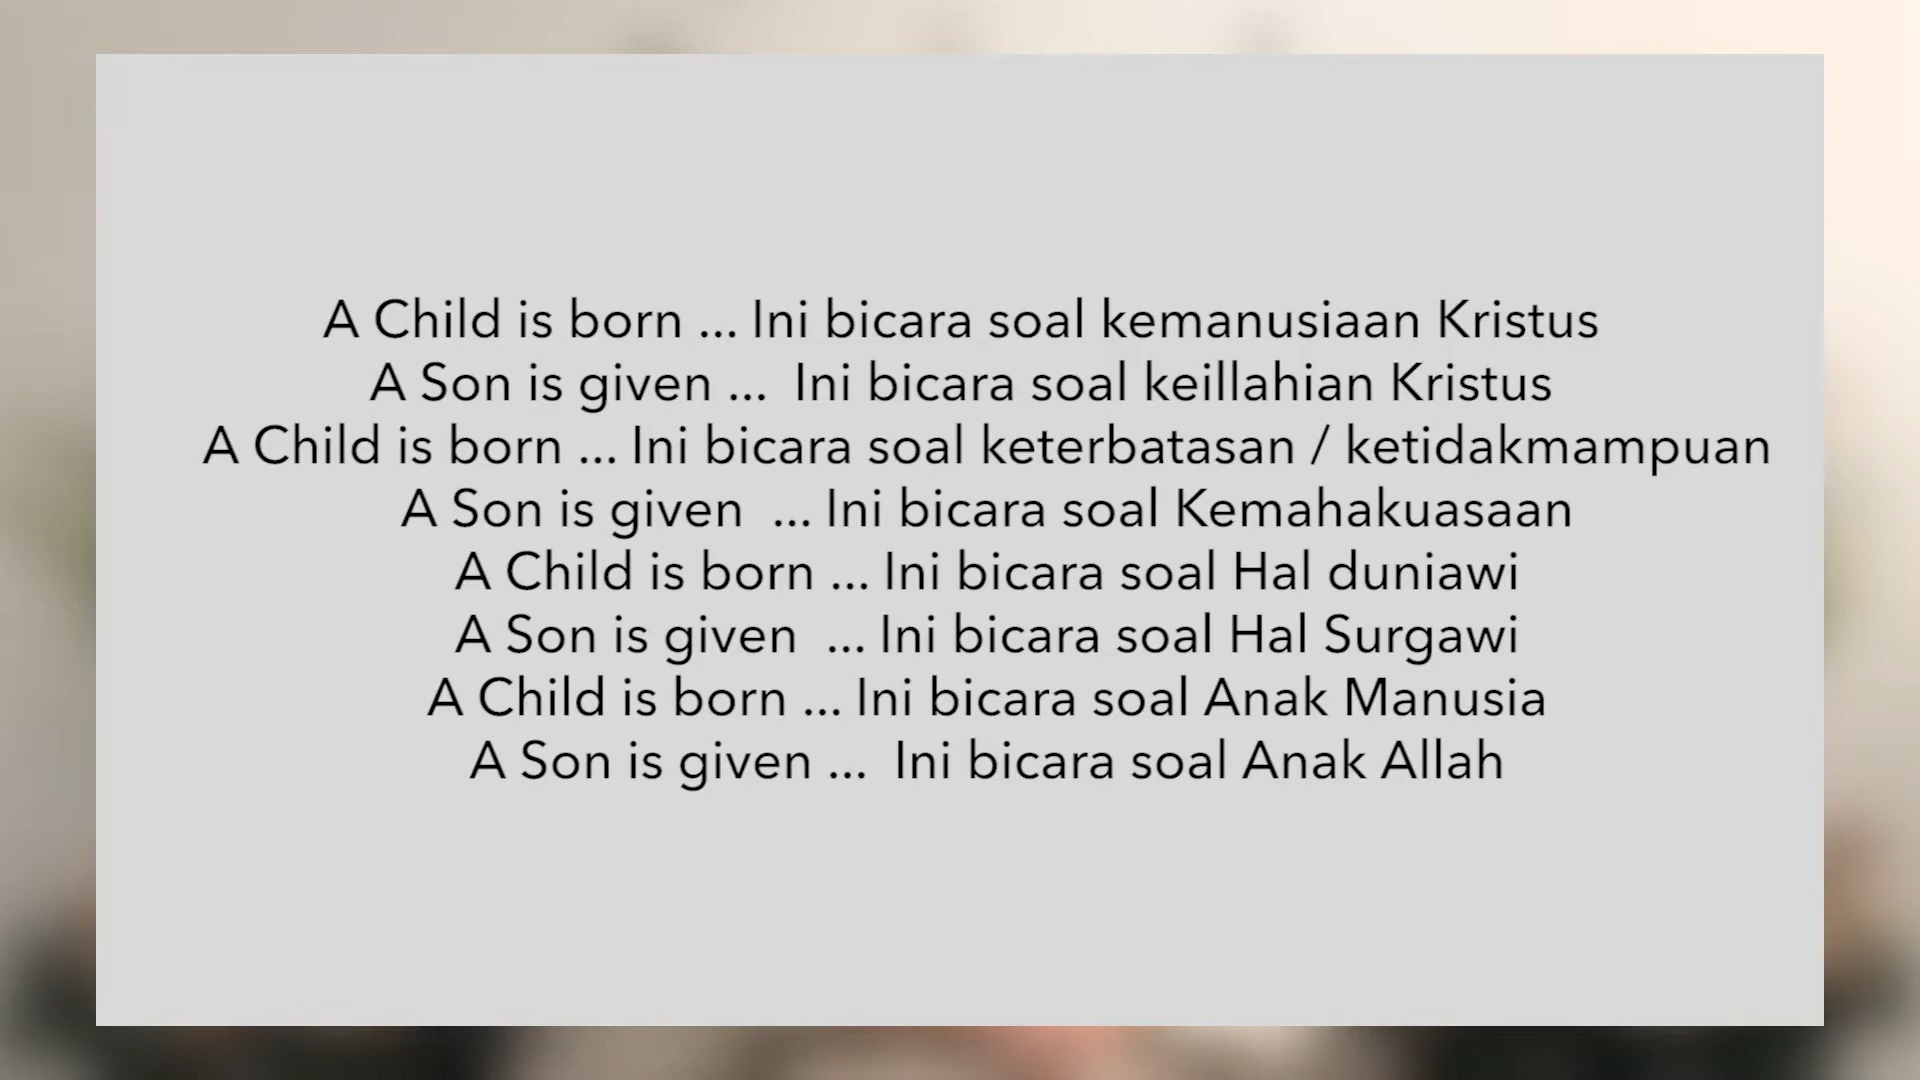 A Child is born ... Ini bicara soal kemanusiaan Kristus
A Son is given ... Ini bicara soal keillahian Kristus
A Child is born ... Ini bicara soal keterbatasan / ketidakmampuan
A Son is given ... Ini bicara soal Kemahakuasaan
A Child is born ... Ini bicara soal Hal duniawi
A Son is given ... Ini bicara soal Hal Surgawi
A Child is born ... Ini bicara soal Anak Manusia
A Son is given ... Ini bicara soal Anak Allah